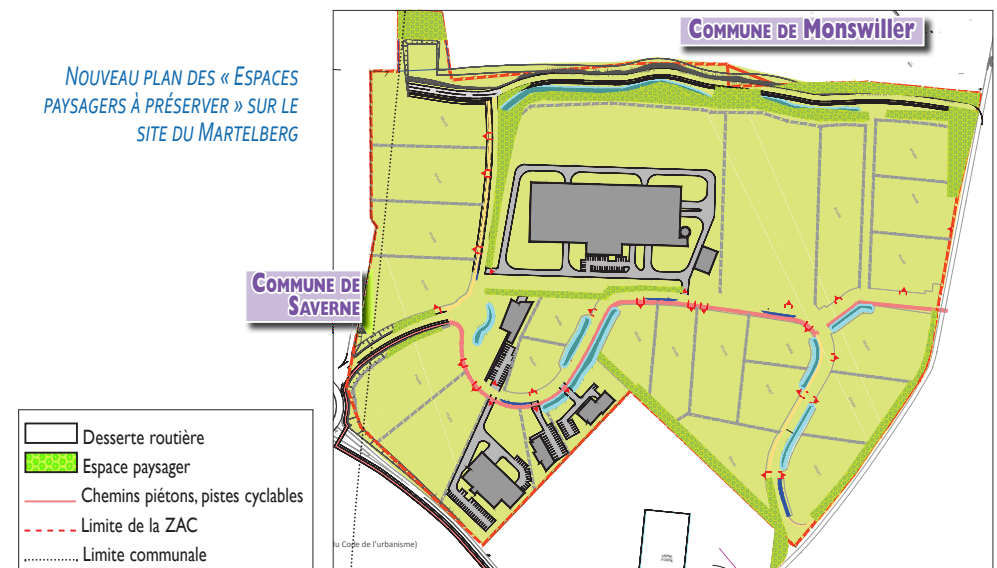 NOUVEAU PLAN DES « ESPACES
PAYSAGERS À PRÉSERVER » SUR LE
SITE DU MARTELBERG
COMMUNE DE MONSWILLER
COMMUNE DE
SAVERNE
Desserte routière
Espace paysager
Chemins piétons, pistes cyclables
Limite de la ZAC
Limite communale
du Code de l'urbanisme)